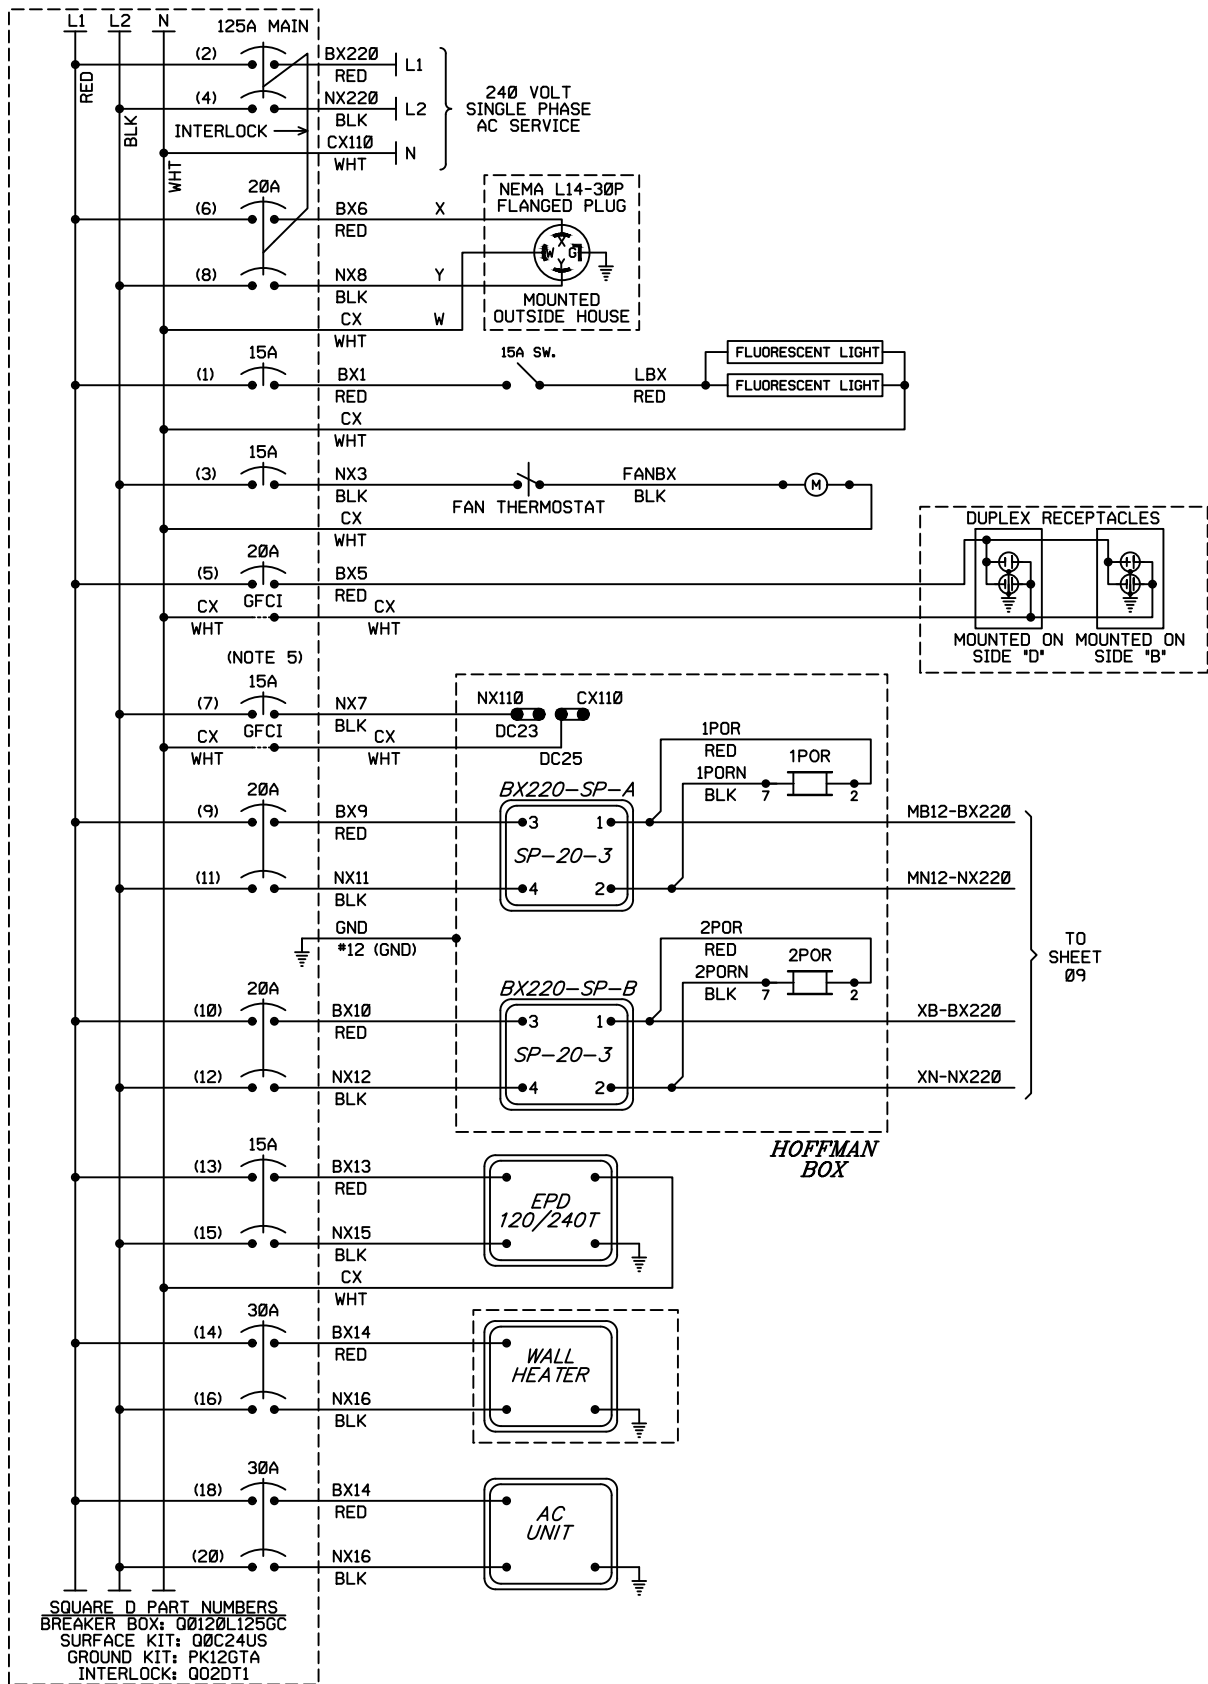 L1 L2 N 125A MAIN
(2) BX220 L1
RED RED
(4) NX220 L2
BLK BLK
240 VOLT
SINGLE PHASE
AC SERVICE
INTERLOCK
CX110 N
WHT WHT
20A
(6) BX6 X
RED
(8) NX8 Y
BLK
CX W
WHT
NEMA L14-30P
FLANGED PLUG
X
W G
Y
MOUNTED
OUTSIDE HOUSE
15A
(1) BX1 15A SW. LBX
RED RED
FLUORESCENT LIGHT
FLUORESCENT LIGHT
CX
WHT
15A
(3) NX3 FANBX M
BLK FAN THERMOSTAT BLK
CX
WHT
20A
(5) BX5
GFCI RED
CX CX
WHT WHT
DUPLEX RECEPTACLES
MOUNTED ON MOUNTED ON
SIDE "D" SIDE "B"
(NOTE 5)
15A
(7) NX7 NX110 CX110
GFCI BLK DC23
CX CX
WHT WHT DC25
1POR
RED 1POR
1PORN
BLK 7 2
20A BX220-SP-A
(9) BX9 3 1 MB12-BX220
RED
SP-20-3
(11) NX11 4 2 MN12-NX220
BLK
GND
#12 (GND)
2POR
RED 2POR
2PORN
BLK 7 2
TO
SHEET
09
20A BX220-SP-B
(10) BX10 3 1 XB-BX220
RED
SP-20-3
(12) NX12 4 2 XN-NX220
BLK
HOFFMAN
BOX
15A
(13) BX13
RED
EPD
120/240T
(15) NX15
BLK
CX
WHT
30A
(14) BX14
RED
WALL
HEATER
(16) NX16
BLK
30A
(18) BX14
RED
AC
UNIT
(20) NX16
BLK
SQUARE D PART NUMBERS
BREAKER BOX: QO120L125GC
SURFACE KIT: QOC24US
GROUND KIT: PK12GTA
INTERLOCK: QO2DT1